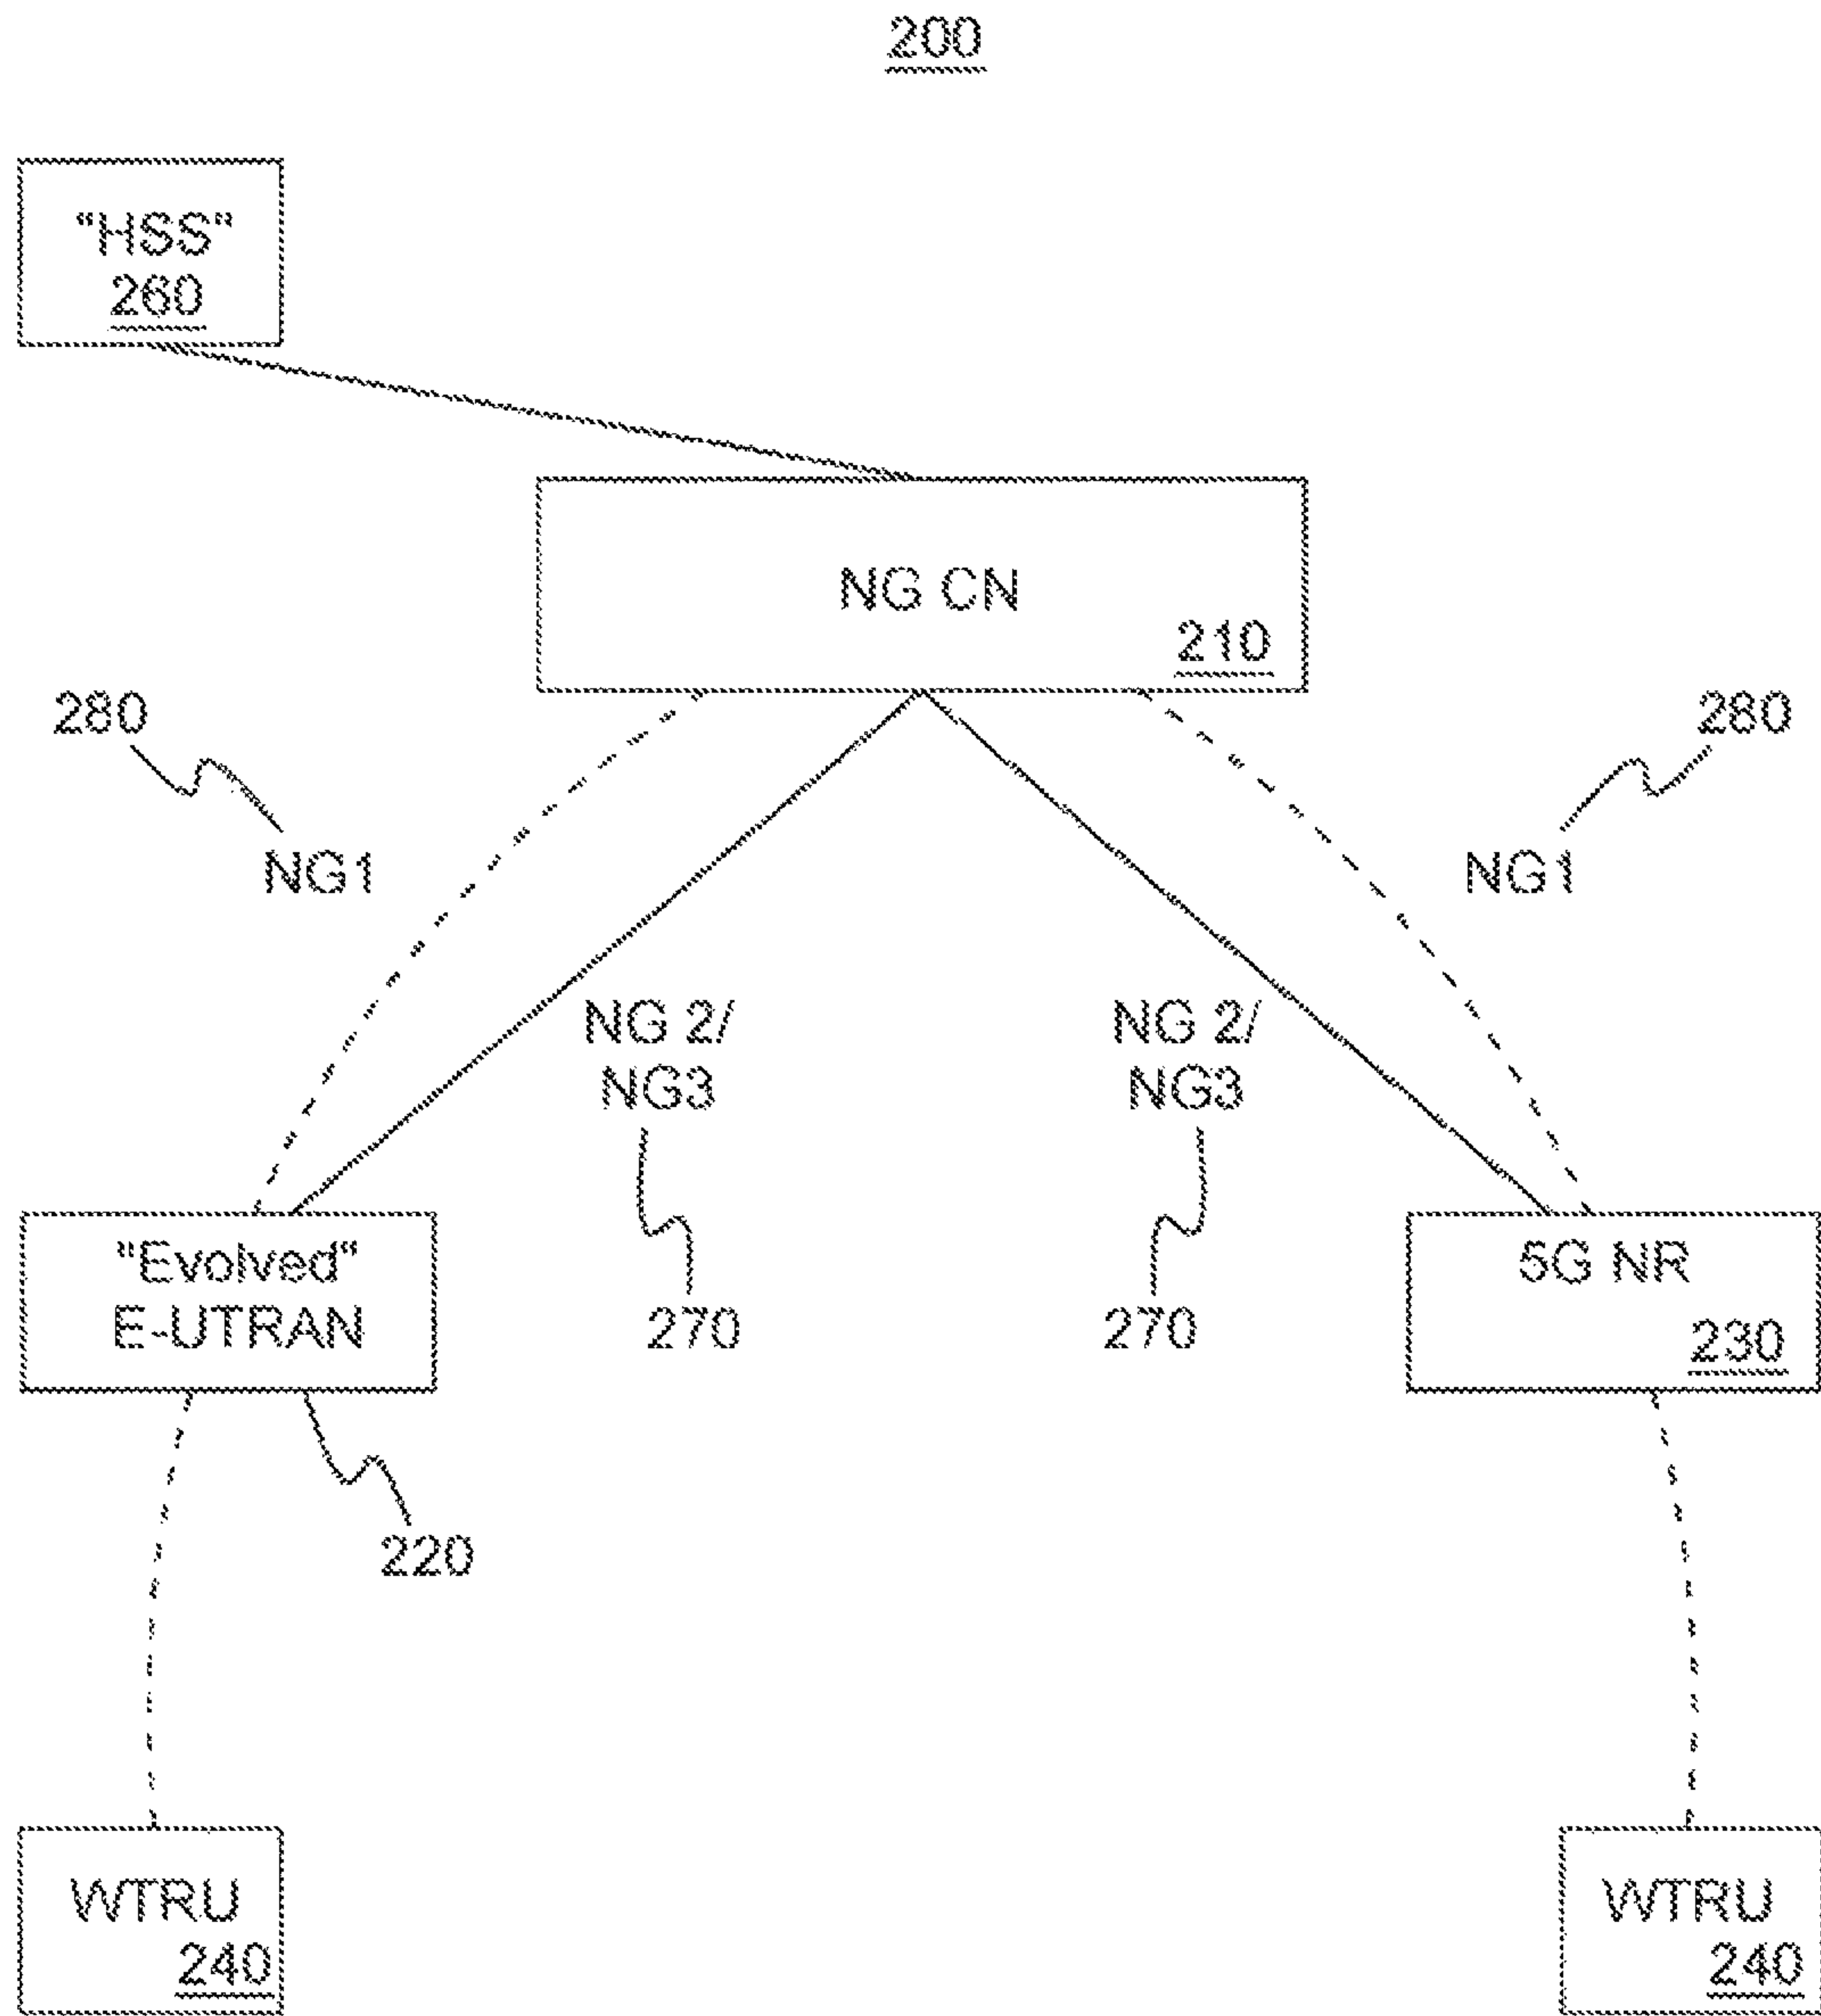 200
"HSS"
260
NG CN
210
280
280
NG1
NG1
NG 2/
NG3
NG 2/
NG3
"Evolved"
E-UTRAN
5G NR
230
270
270
220
WTRU
240
WTRU
240